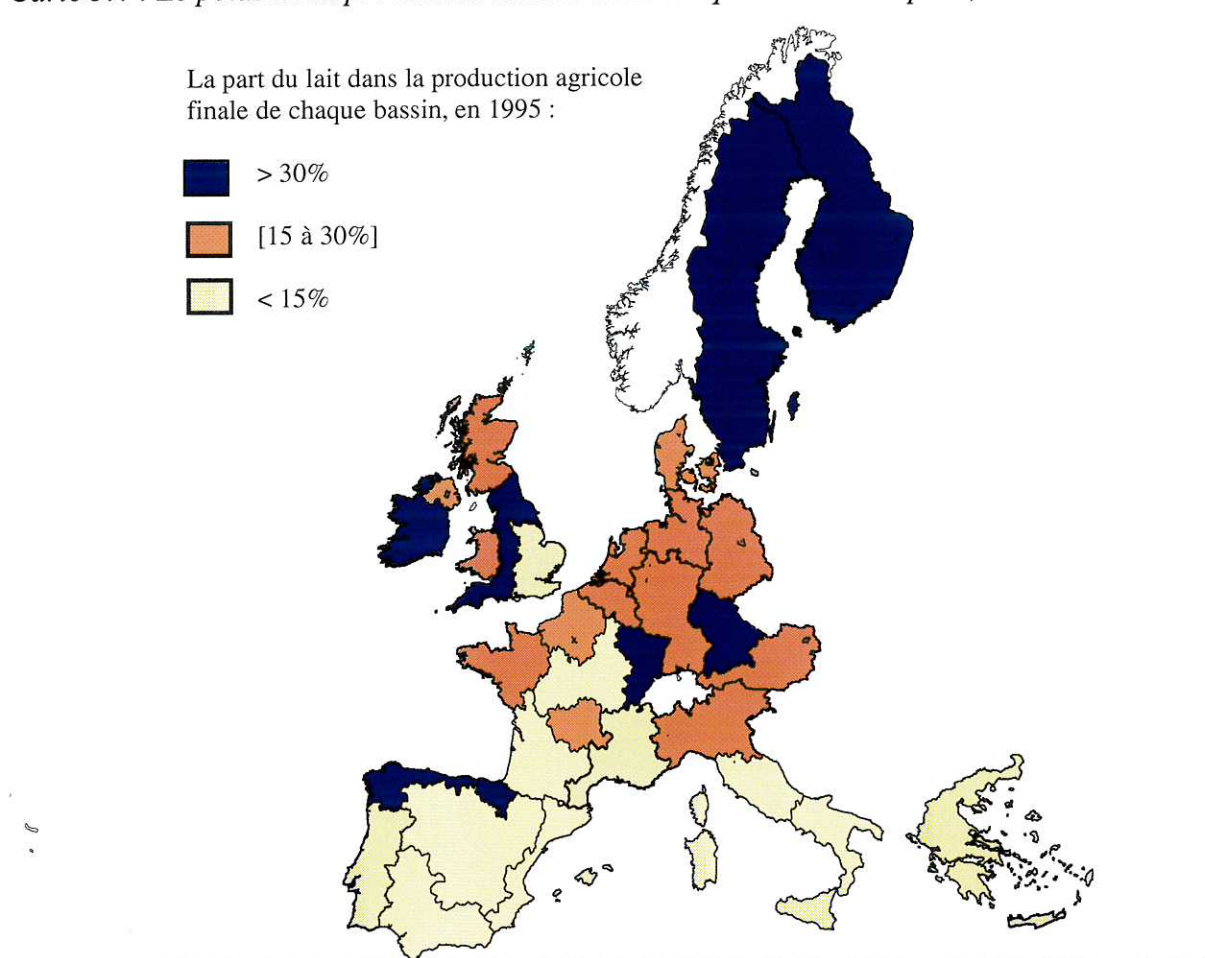 La part du lait dans la production agricole
finale de chaque bassin, en 1995 :
> 30%
[15 à 30%]
< 15%